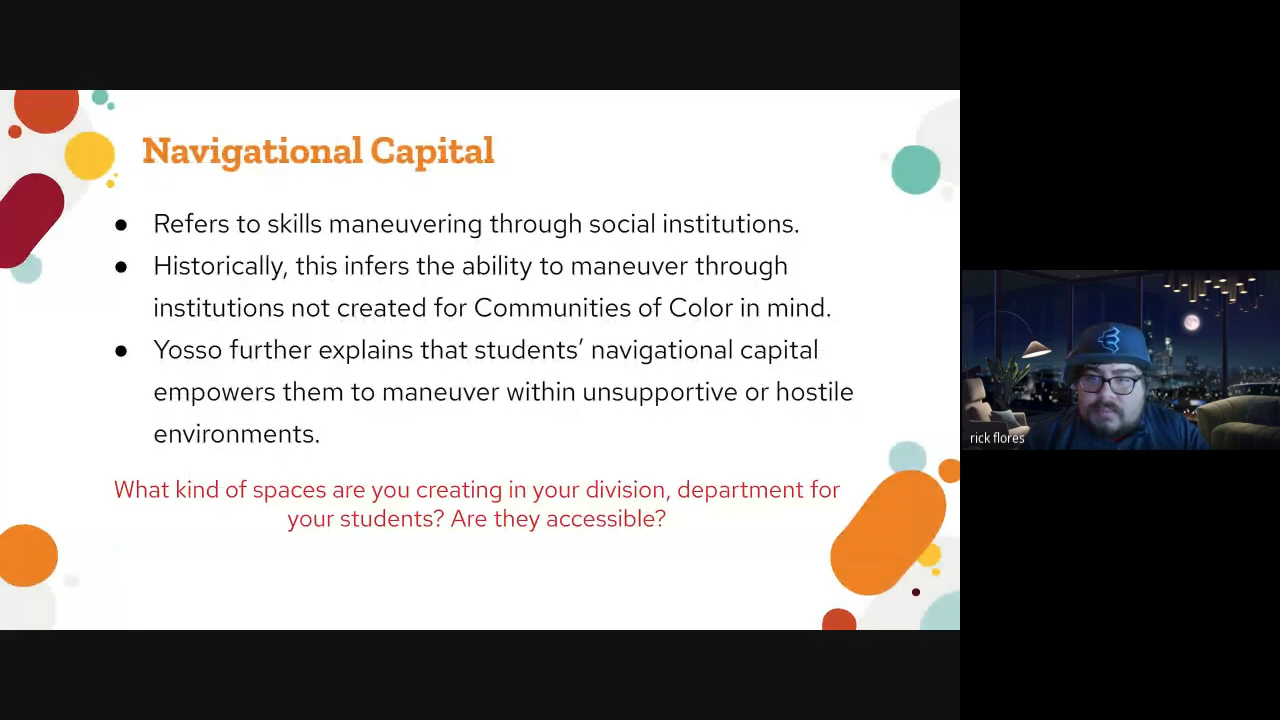 Navigational Capital
● Refers to skills maneuvering through social institutions.
● Historically, this infers the ability to maneuver through
institutions not created for Communities of Color in mind.
● Yosso further explains that students’ navigational capital
empowers them to maneuver within unsupportive or hostile
environments.
What kind of spaces are you creating in your division, department for
your students? Are they accessible?
rick flores